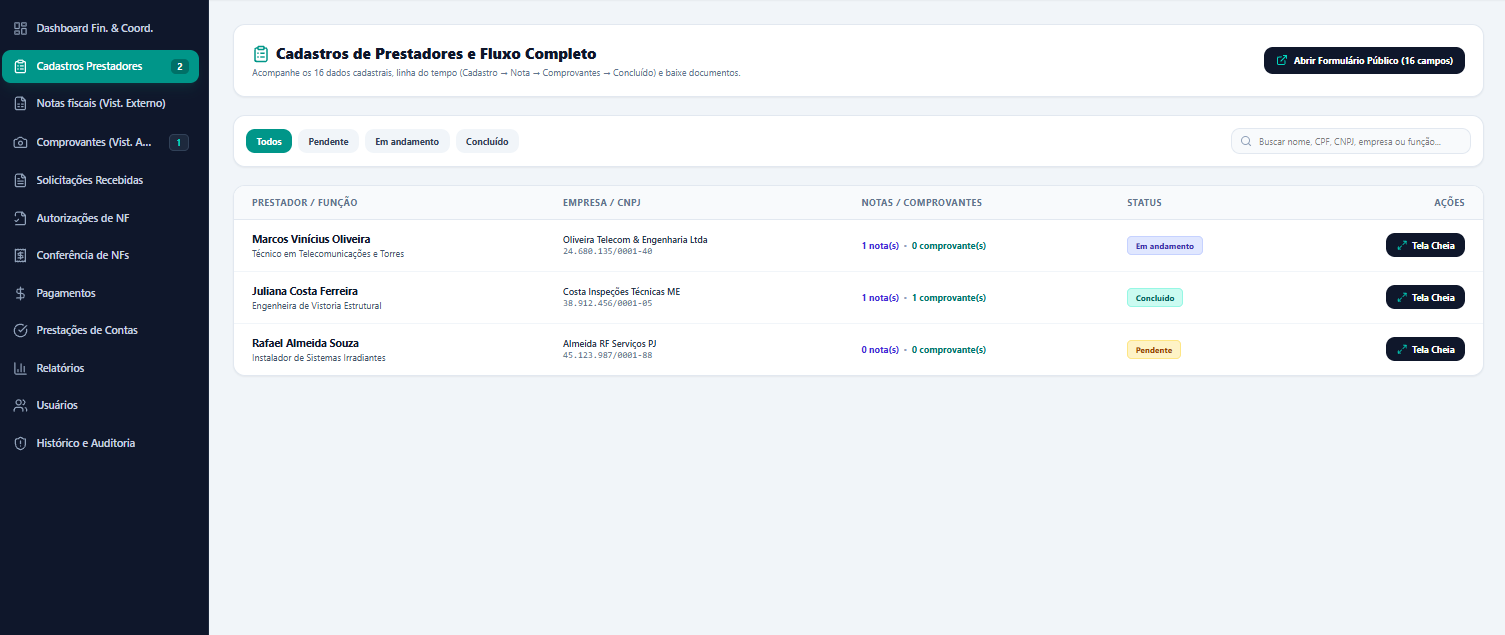 Dashboard Fin. & Coord.
Cadastros Prestadores 2
Notas fiscais (Vist. Externo)
Comprovantes (Vist. A... 1
Solicitações Recebidas
Autorizações de NF
Conferência de NFs
Pagamentos
Prestações de Contas
Relatórios
Usuários
Histórico e Auditoria
Cadastros de Prestadores e Fluxo Completo
Acompanhe os 16 dados cadastrais, linha do tempo (Cadastro → Nota → Comprovantes → Concluído) e baixe documentos.
Abrir Formulário Público (16 campos)
Todos Pendente Em andamento Concluído
Buscar nome, CPF, CNPJ, empresa ou função...
PRESTADOR / FUNÇÃO EMPRESA / CNPJ NOTAS / COMPROVANTES STATUS AÇÕES
Marcos Vinícius Oliveira
Técnico em Telecomunicações e Torres
Oliveira Telecom & Engenharia Ltda
24.680.135/0001-40
1 nota(s) • 0 comprovante(s)
Em andamento
Tela Cheia
Juliana Costa Ferreira
Engenheira de Vistoria Estrutural
Costa Inspeções Técnicas ME
38.912.456/0001-05
1 nota(s) • 1 comprovante(s)
Concluído
Tela Cheia
Rafael Almeida Souza
Instalador de Sistemas Irradiantes
Almeida RF Serviços PJ
45.123.987/0001-88
0 nota(s) • 0 comprovante(s)
Pendente
Tela Cheia